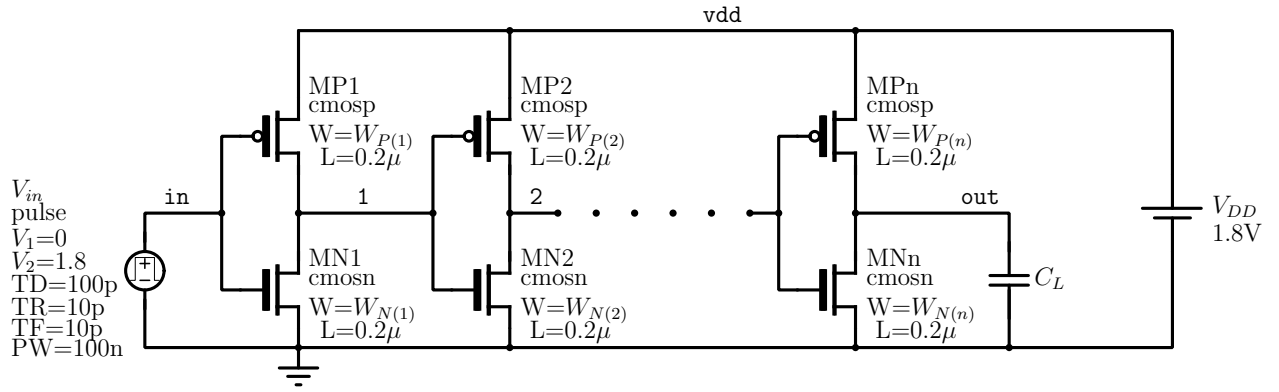 vdd
MP1
cmosp
W=W_{P(1)}
L=0.2μ
MP2
cmosp
W=W_{P(2)}
L=0.2μ
MPn
cmosp
W=W_{P(n)}
L=0.2μ
in
1
2
out
V_{in}
pulse
V_1=0
V_2=1.8
TD=100p
TR=10p
TF=10p
PW=100n
MN1
cmosn
W=W_{N(1)}
L=0.2μ
MN2
cmosn
W=W_{N(2)}
L=0.2μ
MNn
cmosn
W=W_{N(n)}
L=0.2μ
C_L
V_{DD}
1.8V